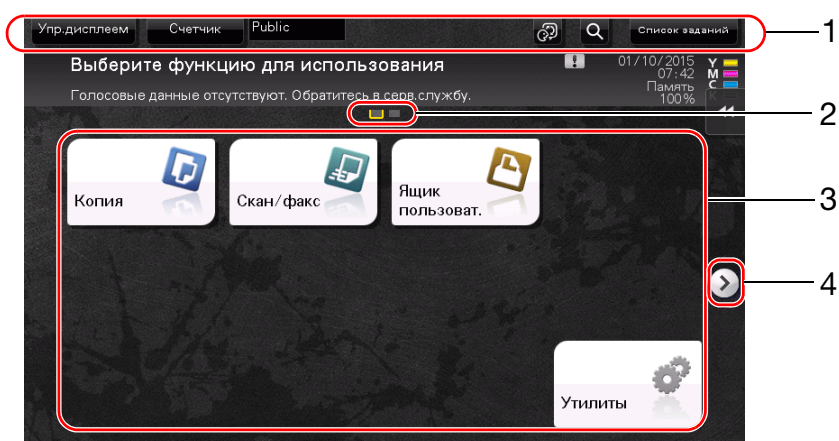 Упр.дисплеем Счетчик Public Список заданий 1
Выберите функцию для использования 01/10/2015 Y
07:42 M
Голосовые данные отсутствуют. Обратитесь в серв.службу. Память C
100% K
2
Копия Скан/факс Ящик
пользоват. 3
4
Утилиты